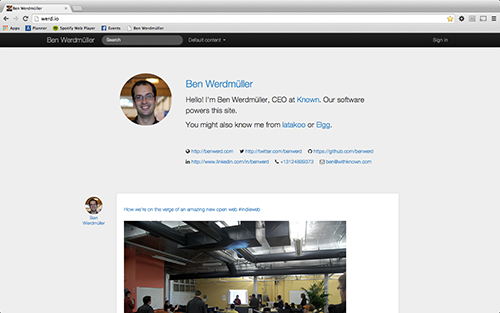 Ben Werdmüller
werd.io
Apps Planner Spotify Web Player Events Ben Werdmüller
Ben Werdmüller Search Default content Sign in
Ben Werdmüller
Hello! I'm Ben Werdmüller, CEO at Known. Our software
powers this site.
You might also know me from latakoo or Elgg.
http://benwerd.com http://twitter.com/benwerd https://github.com/benwerd
http://www.linkedin.com/in/benwerd ben@withknown.com
Ben
Werdmüller
How we're on the verge of an amazing new open web #indieweb